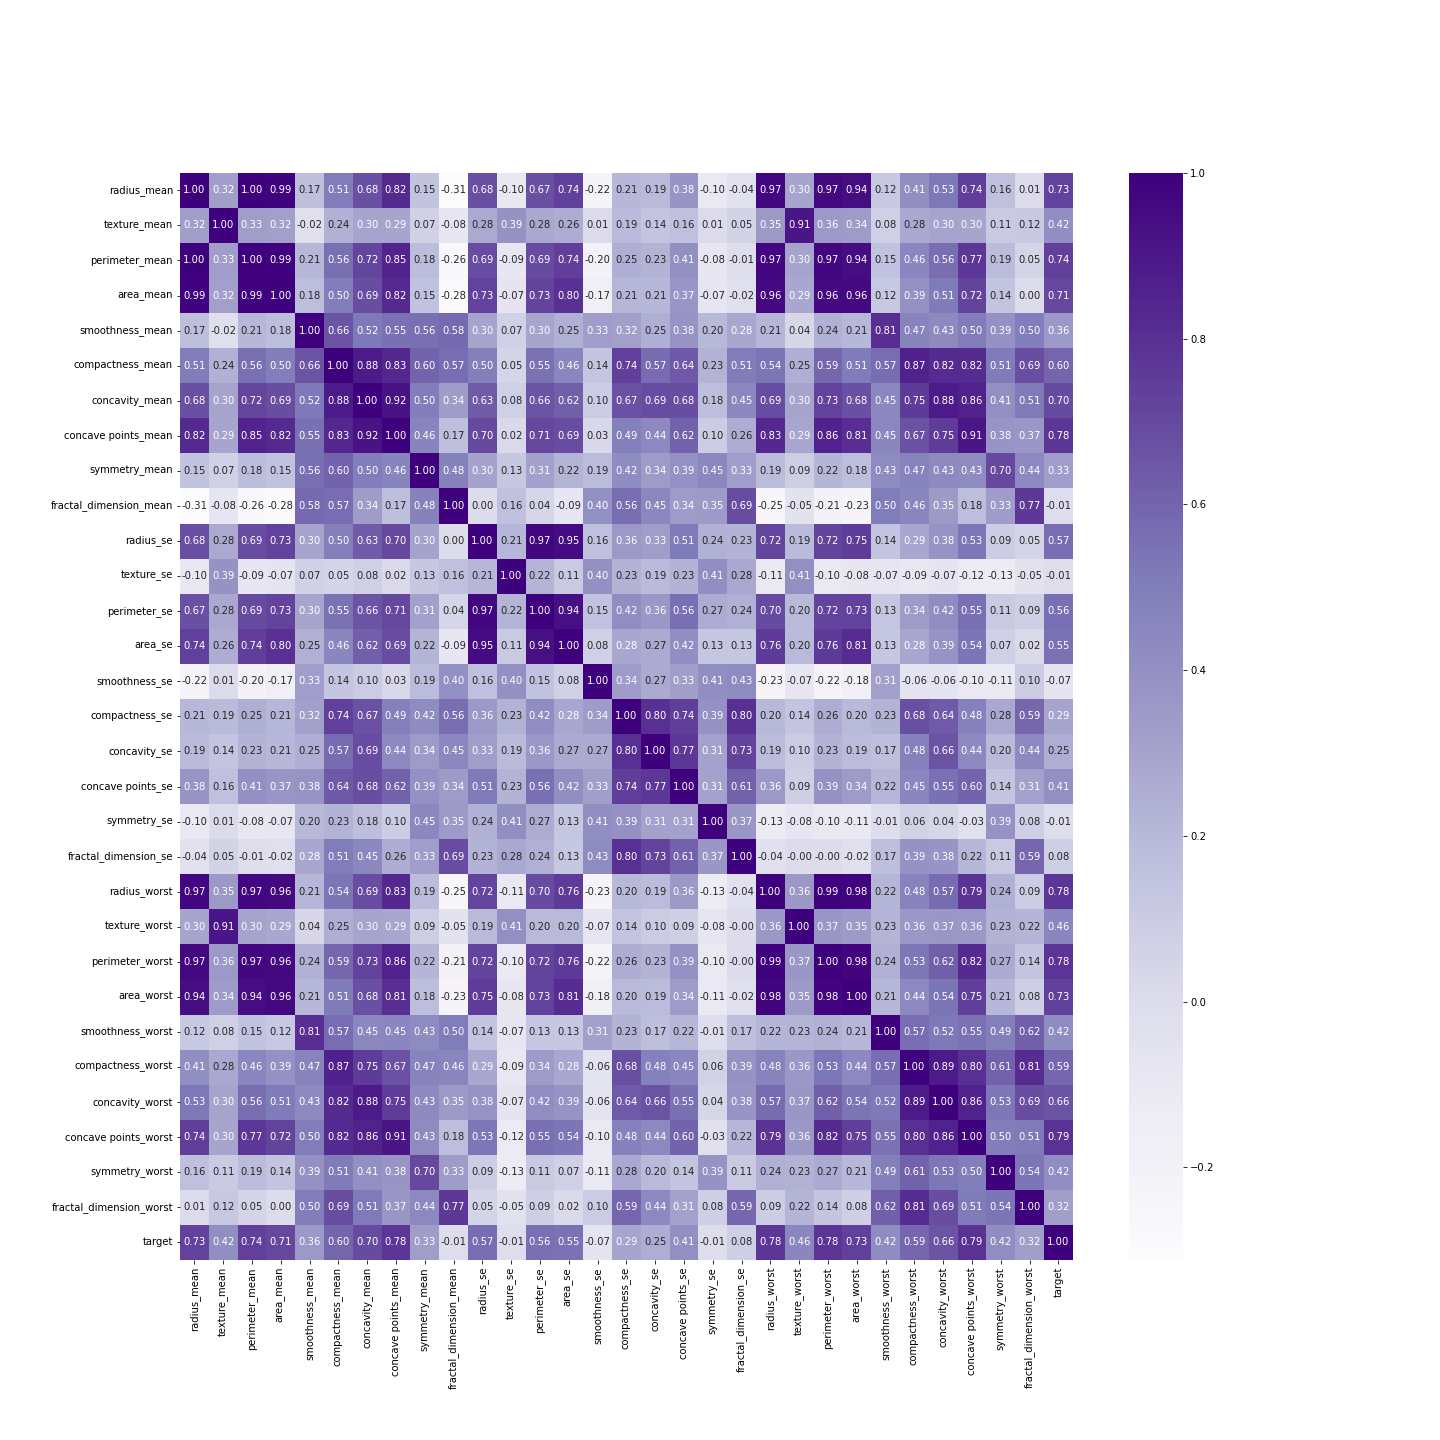 radius_mean 1.00 0.32 1.00 0.99 0.17 0.51 0.68 0.82 0.15 -0.31 0.68 -0.10 0.67 0.74 -0.22 0.21 0.19 0.38 -0.10 -0.04 0.97 0.30 0.97 0.94 0.12 0.41 0.53 0.74 0.16 0.01 0.73 1.0
texture_mean 0.32 1.00 0.33 0.32 -0.02 0.24 0.30 0.29 0.07 -0.08 0.28 0.39 0.28 0.26 0.01 0.19 0.14 0.16 0.01 0.05 0.35 0.91 0.36 0.34 0.08 0.28 0.30 0.30 0.11 0.12 0.42
perimeter_mean 1.00 0.33 1.00 0.99 0.21 0.56 0.72 0.85 0.18 -0.26 0.69 -0.09 0.69 0.74 -0.20 0.25 0.23 0.41 -0.08 -0.01 0.97 0.30 0.97 0.94 0.15 0.46 0.56 0.77 0.19 0.05 0.74
area_mean 0.99 0.32 0.99 1.00 0.18 0.50 0.69 0.82 0.15 -0.28 0.73 -0.07 0.73 0.80 -0.17 0.21 0.21 0.37 -0.07 -0.02 0.96 0.29 0.96 0.96 0.12 0.39 0.51 0.72 0.14 0.00 0.71
smoothness_mean 0.17 -0.02 0.21 0.18 1.00 0.66 0.52 0.55 0.56 0.58 0.30 0.07 0.30 0.25 0.33 0.32 0.25 0.38 0.20 0.28 0.21 0.04 0.24 0.21 0.81 0.47 0.43 0.50 0.39 0.50 0.36
0.8
compactness_mean 0.51 0.24 0.56 0.50 0.66 1.00 0.88 0.83 0.60 0.57 0.50 0.05 0.55 0.46 0.14 0.74 0.57 0.64 0.23 0.51 0.54 0.25 0.59 0.51 0.57 0.87 0.82 0.82 0.51 0.69 0.60
concavity_mean 0.68 0.30 0.72 0.69 0.52 0.88 1.00 0.92 0.50 0.34 0.63 0.08 0.66 0.62 0.10 0.67 0.69 0.68 0.18 0.45 0.69 0.30 0.73 0.68 0.45 0.75 0.88 0.86 0.41 0.51 0.70
concave points_mean 0.82 0.29 0.85 0.82 0.55 0.83 0.92 1.00 0.46 0.17 0.70 0.02 0.71 0.69 0.03 0.49 0.44 0.62 0.10 0.26 0.83 0.29 0.86 0.81 0.45 0.67 0.75 0.91 0.38 0.37 0.78
symmetry_mean 0.15 0.07 0.18 0.15 0.56 0.60 0.50 0.46 1.00 0.48 0.30 0.13 0.31 0.22 0.19 0.42 0.34 0.39 0.45 0.33 0.19 0.09 0.22 0.18 0.43 0.47 0.43 0.43 0.70 0.44 0.33
fractal_dimension_mean -0.31 -0.08 -0.26 -0.28 0.58 0.57 0.34 0.17 0.48 1.00 0.00 0.16 0.04 -0.09 0.40 0.56 0.45 0.34 0.35 0.69 -0.25 -0.05 -0.21 -0.23 0.50 0.46 0.35 0.18 0.33 0.77 -0.01
0.6
radius_se 0.68 0.28 0.69 0.73 0.30 0.50 0.63 0.70 0.30 0.00 1.00 0.21 0.97 0.95 0.16 0.36 0.33 0.51 0.24 0.23 0.72 0.19 0.72 0.75 0.14 0.29 0.38 0.53 0.09 0.05 0.57
texture_se -0.10 0.39 -0.09 -0.07 0.07 0.05 0.08 0.02 0.13 0.16 0.21 1.00 0.22 0.11 0.40 0.23 0.19 0.23 0.41 0.28 -0.11 0.41 -0.10 -0.08 -0.07 -0.09 -0.07 -0.12 -0.13 -0.05 -0.01
perimeter_se 0.67 0.28 0.69 0.73 0.30 0.55 0.66 0.71 0.31 0.04 0.97 0.22 1.00 0.94 0.15 0.42 0.36 0.56 0.27 0.24 0.70 0.20 0.72 0.73 0.13 0.34 0.42 0.55 0.11 0.09 0.56
area_se 0.74 0.26 0.74 0.80 0.25 0.46 0.62 0.69 0.22 -0.09 0.95 0.11 0.94 1.00 0.08 0.28 0.27 0.42 0.13 0.13 0.76 0.20 0.76 0.81 0.13 0.28 0.39 0.54 0.07 0.02 0.55
0.4
smoothness_se -0.22 0.01 -0.20 -0.17 0.33 0.14 0.10 0.03 0.19 0.40 0.16 0.40 0.15 0.08 1.00 0.34 0.27 0.33 0.41 0.43 -0.23 -0.07 -0.22 -0.18 0.31 -0.06 -0.06 -0.10 -0.11 0.10 -0.07
compactness_se 0.21 0.19 0.25 0.21 0.32 0.74 0.67 0.49 0.42 0.56 0.36 0.23 0.42 0.28 0.34 1.00 0.80 0.74 0.39 0.80 0.20 0.14 0.26 0.20 0.23 0.68 0.64 0.48 0.28 0.59 0.29
concavity_se 0.19 0.14 0.23 0.21 0.25 0.57 0.69 0.44 0.34 0.45 0.33 0.19 0.36 0.27 0.27 0.80 1.00 0.77 0.31 0.73 0.19 0.10 0.23 0.19 0.17 0.48 0.66 0.44 0.20 0.44 0.25
concave points_se 0.38 0.16 0.41 0.37 0.38 0.64 0.68 0.62 0.39 0.34 0.51 0.23 0.56 0.42 0.33 0.74 0.77 1.00 0.31 0.61 0.36 0.09 0.39 0.34 0.22 0.45 0.55 0.60 0.14 0.31 0.41
symmetry_se -0.10 0.01 -0.08 -0.07 0.20 0.23 0.18 0.10 0.45 0.35 0.24 0.41 0.27 0.13 0.41 0.39 0.31 0.31 1.00 0.37 -0.13 -0.08 -0.10 -0.11 -0.01 0.06 0.04 -0.03 0.39 0.08 -0.01
0.2
fractal_dimension_se -0.04 0.05 -0.01 -0.02 0.28 0.51 0.45 0.26 0.33 0.69 0.23 0.28 0.24 0.13 0.43 0.80 0.73 0.61 0.37 1.00 -0.04 -0.00 -0.00 -0.02 0.17 0.39 0.38 0.22 0.11 0.59 0.08
radius_worst 0.97 0.35 0.97 0.96 0.21 0.54 0.69 0.83 0.19 -0.25 0.72 -0.11 0.70 0.76 -0.23 0.20 0.19 0.36 -0.13 -0.04 1.00 0.36 0.99 0.98 0.22 0.48 0.57 0.79 0.24 0.09 0.78
texture_worst 0.30 0.91 0.30 0.29 0.04 0.25 0.30 0.29 0.09 -0.05 0.19 0.41 0.20 0.20 -0.07 0.14 0.10 0.09 -0.08 -0.00 0.36 1.00 0.37 0.35 0.23 0.36 0.37 0.36 0.23 0.22 0.46
perimeter_worst 0.97 0.36 0.97 0.96 0.24 0.59 0.73 0.86 0.22 -0.21 0.72 -0.10 0.72 0.76 -0.22 0.26 0.23 0.39 -0.10 -0.00 0.99 0.37 1.00 0.98 0.24 0.53 0.62 0.82 0.27 0.14 0.78
area_worst 0.94 0.34 0.94 0.96 0.21 0.51 0.68 0.81 0.18 -0.23 0.75 -0.08 0.73 0.81 -0.18 0.20 0.19 0.34 -0.11 -0.02 0.98 0.35 0.98 1.00 0.21 0.44 0.54 0.75 0.21 0.08 0.73
0.0
smoothness_worst 0.12 0.08 0.15 0.12 0.81 0.57 0.45 0.45 0.43 0.50 0.14 -0.07 0.13 0.13 0.31 0.23 0.17 0.22 -0.01 0.17 0.22 0.23 0.24 0.21 1.00 0.57 0.52 0.55 0.49 0.62 0.42
compactness_worst 0.41 0.28 0.46 0.39 0.47 0.87 0.75 0.67 0.47 0.46 0.29 -0.09 0.34 0.28 -0.06 0.68 0.48 0.45 0.06 0.39 0.48 0.36 0.53 0.44 0.57 1.00 0.89 0.80 0.61 0.81 0.59
concavity_worst 0.53 0.30 0.56 0.51 0.43 0.82 0.88 0.75 0.43 0.35 0.38 -0.07 0.42 0.39 -0.06 0.64 0.66 0.55 0.04 0.38 0.57 0.37 0.62 0.54 0.52 0.89 1.00 0.86 0.53 0.69 0.66
concave points_worst 0.74 0.30 0.77 0.72 0.50 0.82 0.86 0.91 0.43 0.18 0.53 -0.12 0.55 0.54 -0.10 0.48 0.44 0.60 -0.03 0.22 0.79 0.36 0.82 0.75 0.55 0.80 0.86 1.00 0.50 0.51 0.79
−0.2
symmetry_worst 0.16 0.11 0.19 0.14 0.39 0.51 0.41 0.38 0.70 0.33 0.09 -0.13 0.11 0.07 -0.11 0.28 0.20 0.14 0.39 0.11 0.24 0.23 0.27 0.21 0.49 0.61 0.53 0.50 1.00 0.54 0.42
fractal_dimension_worst 0.01 0.12 0.05 0.00 0.50 0.69 0.51 0.37 0.44 0.77 0.05 -0.05 0.09 0.02 0.10 0.59 0.44 0.31 0.08 0.59 0.09 0.22 0.14 0.08 0.62 0.81 0.69 0.51 0.54 1.00 0.32
target 0.73 0.42 0.74 0.71 0.36 0.60 0.70 0.78 0.33 -0.01 0.57 -0.01 0.56 0.55 -0.07 0.29 0.25 0.41 -0.01 0.08 0.78 0.46 0.78 0.73 0.42 0.59 0.66 0.79 0.42 0.32 1.00
radius_mean
texture_mean
perimeter_mean
area_mean
smoothness_mean
compactness_mean
concavity_mean
concave points_mean
symmetry_mean
fractal_dimension_mean
radius_se
texture_se
perimeter_se
area_se
smoothness_se
compactness_se
concavity_se
concave points_se
symmetry_se
fractal_dimension_se
radius_worst
texture_worst
perimeter_worst
area_worst
smoothness_worst
compactness_worst
concavity_worst
concave points_worst
symmetry_worst
fractal_dimension_worst
target